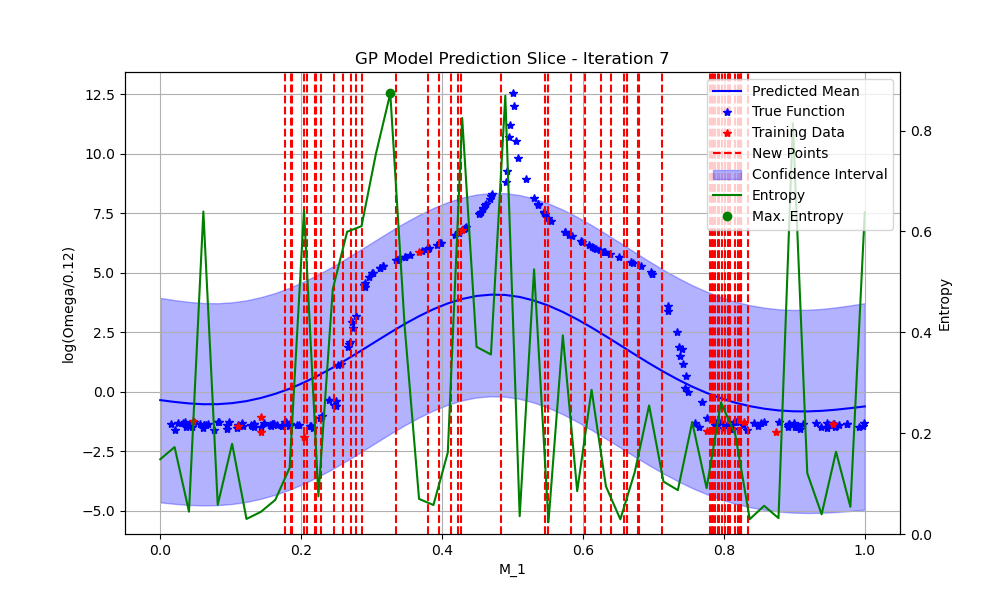 GP Model Prediction Slice - Iteration 7
12.5
10.0
7.5
5.0
2.5
0.0
−2.5
−5.0
log(Omega/0.12)
0.0
0.2
0.4
0.6
0.8
1.0
M_1
0.8
0.6
0.4
0.2
0.0
Entropy
Predicted Mean
True Function
Training Data
New Points
Confidence Interval
Entropy
Max. Entropy